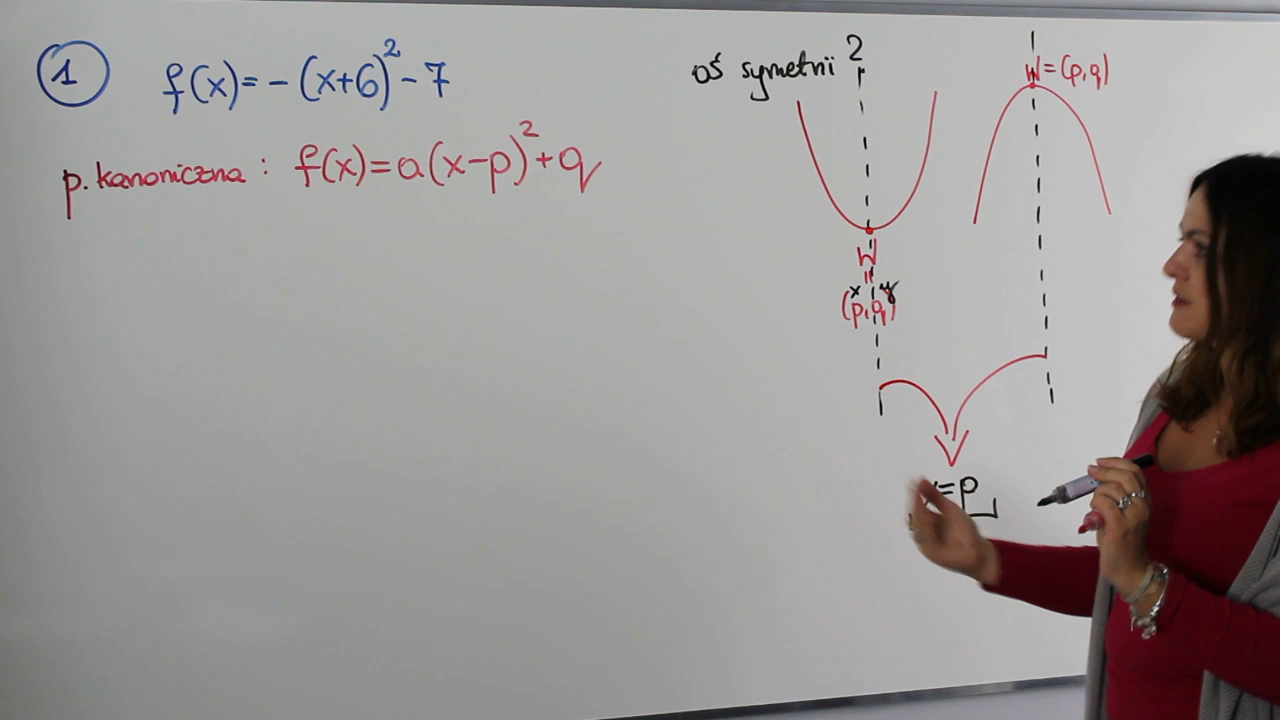 1 f(x)=-(x+6)²-7
p. kanoniczna : f(x)=a(x-p)²+q
oś symetrii ?
W=(p,q)
W
=
x y
(p,q)
=p